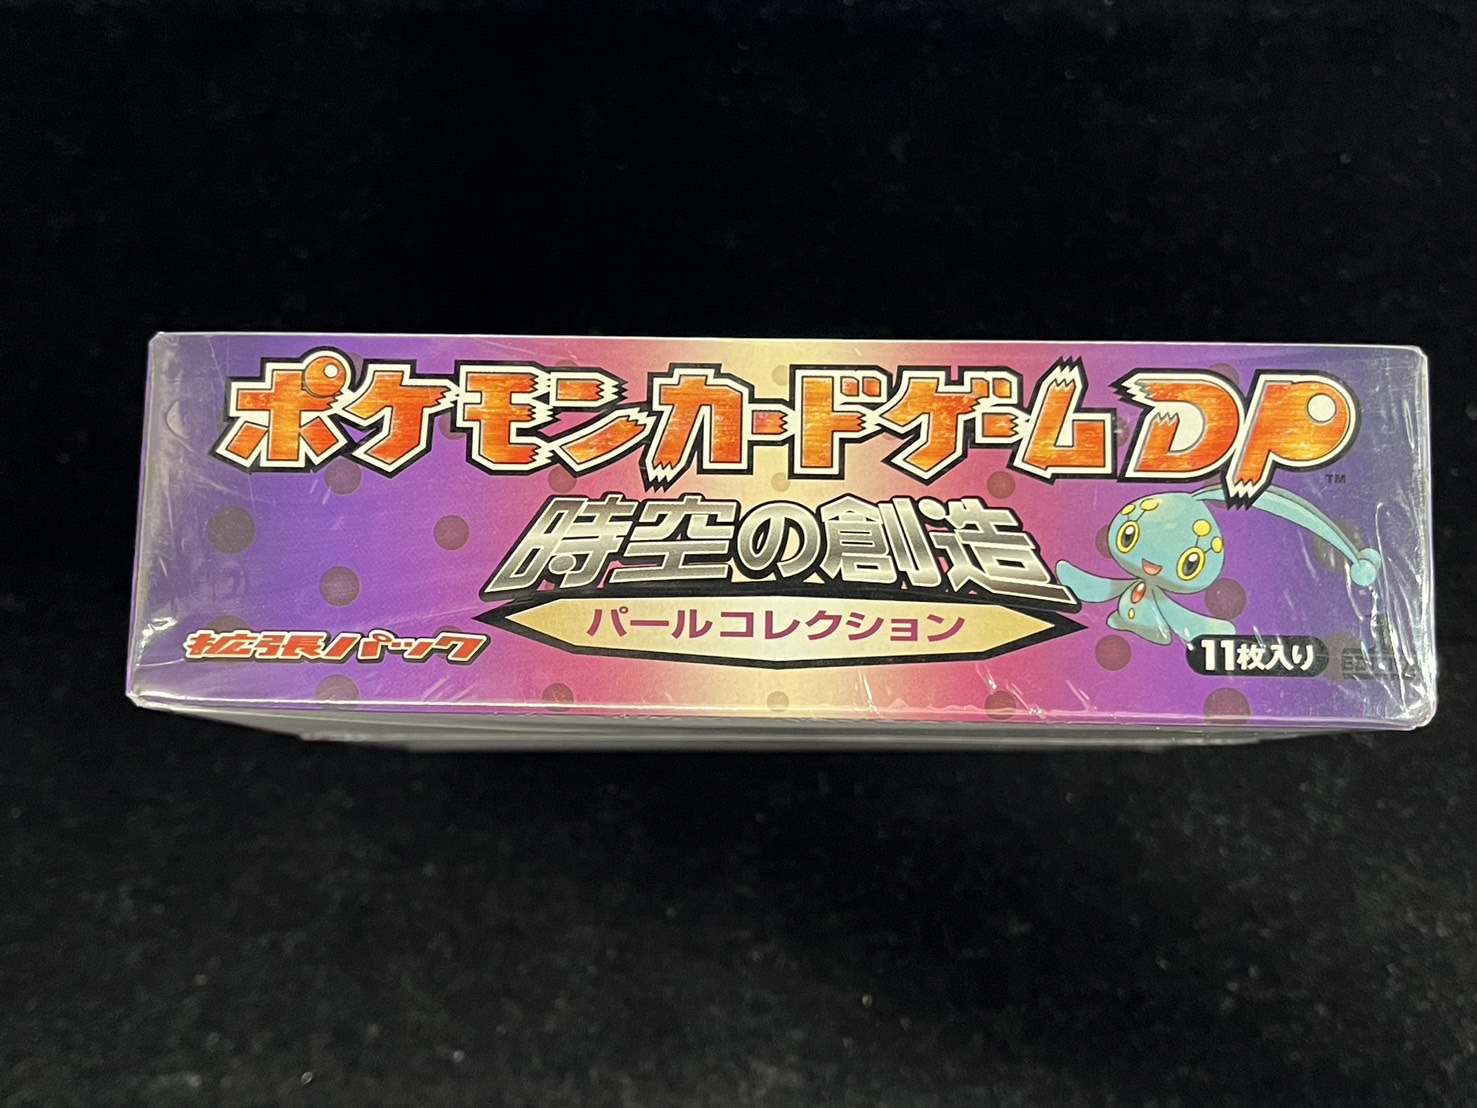 ポケモンカードゲームDP
TM
時空の創造
パールコレクション
拡張パック
11枚入り